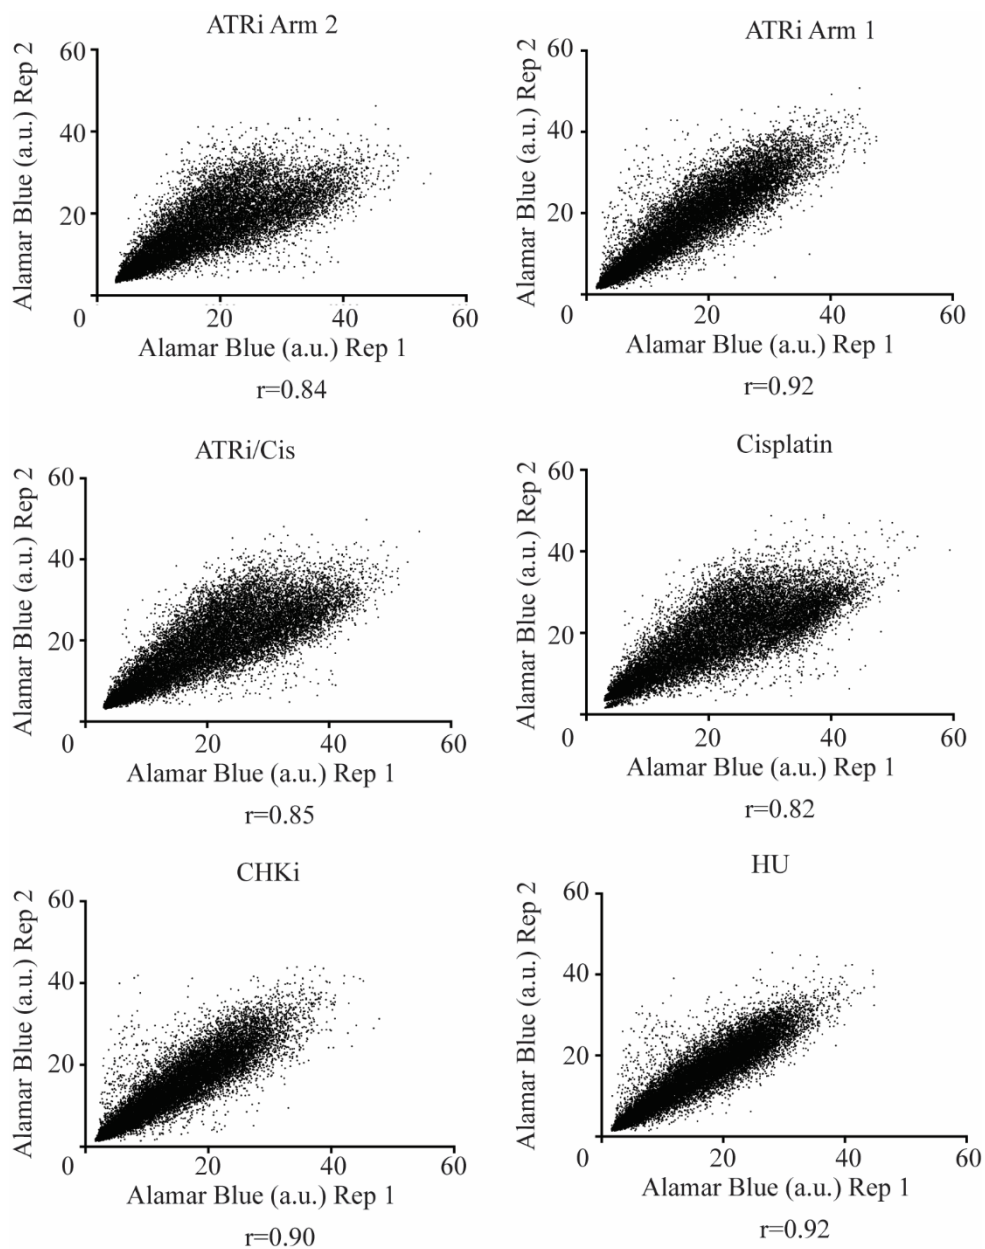 ATRi Arm 2
Alamar Blue (a.u.) Rep 2
60
40
20
0
20
40
60
Alamar Blue (a.u.) Rep 1
r=0.84
ATRi Arm 1
Alamar Blue (a.u.) Rep 2
60
40
20
0
20
40
60
Alamar Blue (a.u.) Rep 1
r=0.92
ATRi/Cis
Alamar Blue (a.u.) Rep 2
60
40
20
0
20
40
60
Alamar Blue (a.u.) Rep 1
r=0.85
Cisplatin
Alamar Blue (a.u.) Rep 2
60
40
20
0
20
40
60
Alamar Blue (a.u.) Rep 1
r=0.82
CHKi
Alamar Blue (a.u.) Rep 2
60
40
20
0
20
40
60
Alamar Blue (a.u.) Rep 1
r=0.90
HU
Alamar Blue (a.u.) Rep 2
60
40
20
0
20
40
60
Alamar Blue (a.u.) Rep 1
r=0.92